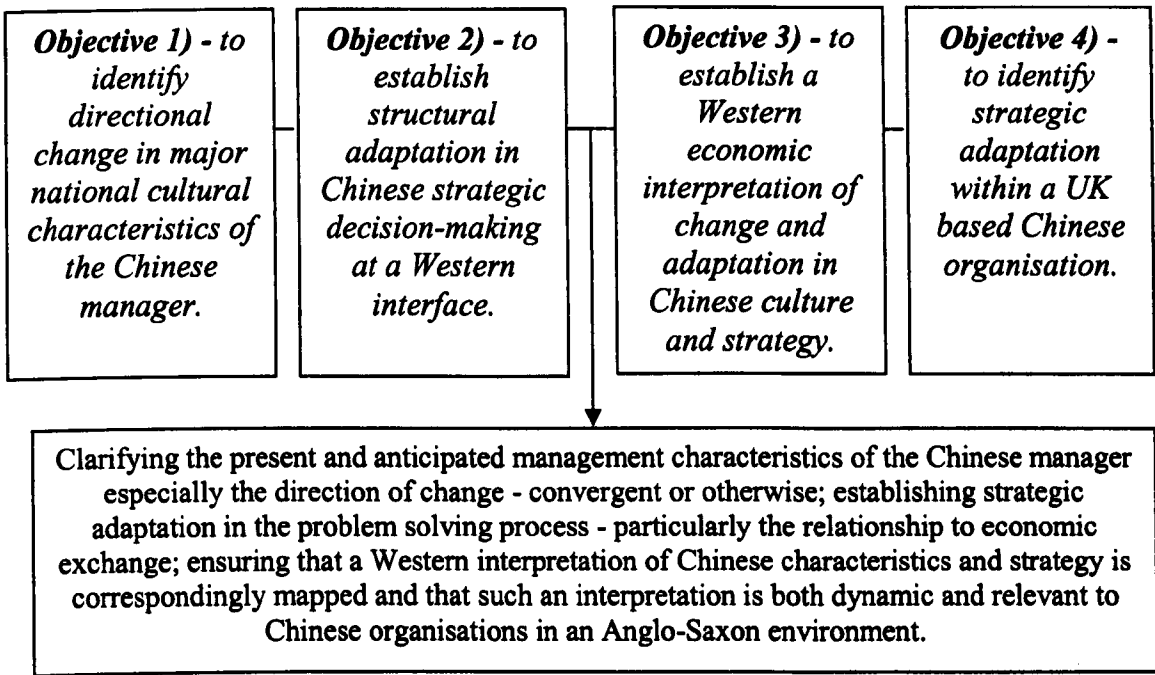 Objective 1) - to
identify
directional
change in major
national cultural
characteristics of
the Chinese
manager.
Objective 2) - to
establish
structural
adaptation in
Chinese strategic
decision-making
at a Western
interface.
Objective 3) - to
establish a
Western
economic
interpretation of
change and
adaptation in
Chinese culture
and strategy.
Objective 4) -
to identify
strategic
adaptation
within a UK
based Chinese
organisation.
Clarifying the present and anticipated management characteristics of the Chinese manager
especially the direction of change - convergent or otherwise; establishing strategic
adaptation in the problem solving process - particularly the relationship to economic
exchange; ensuring that a Western interpretation of Chinese characteristics and strategy is
correspondingly mapped and that such an interpretation is both dynamic and relevant to
Chinese organisations in an Anglo-Saxon environment.